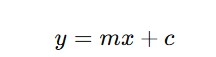 y = mx + c